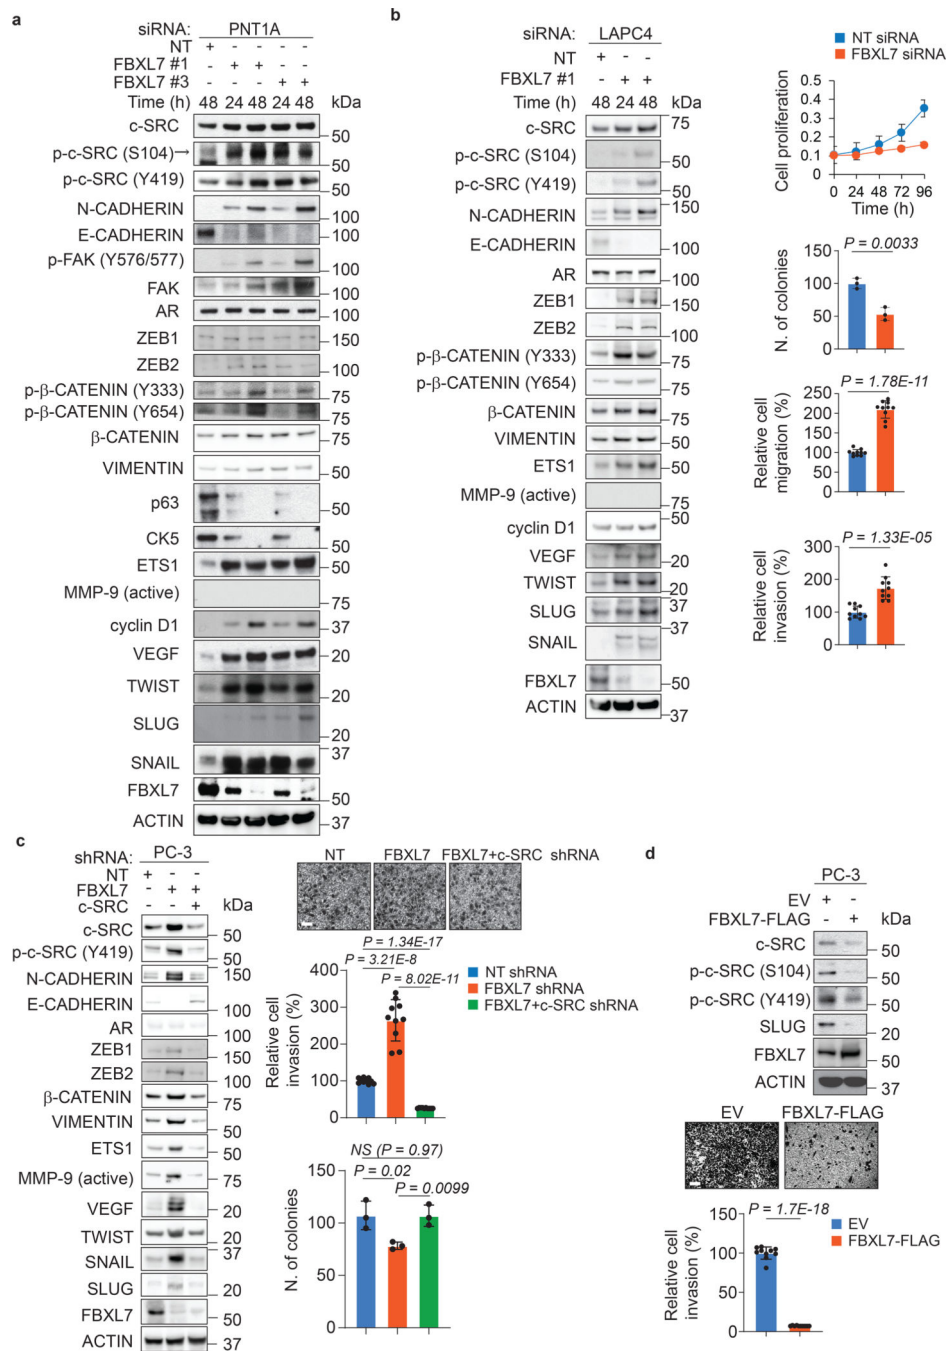 a
siRNA: PNT1A
NT + - - - -
FBXL7 #1 - + + - -
FBXL7 #3 - - - + +
Time (h) 48 24 48 24 48 kDa
c-SRC 50
p-c-SRC (S104)→ 50
p-c-SRC (Y419) 50
N-CADHERIN 100
E-CADHERIN 100
p-FAK (Y576/577) 100
FAK 100
AR 100
ZEB1 150
ZEB2 150
p-β-CATENIN (Y333) 75
p-β-CATENIN (Y654) 75
β-CATENIN 75
VIMENTIN 50
p63 50
CK5 50
ETS1 50
MMP-9 (active) 75
cyclin D1 37
VEGF 20
TWIST 20
SLUG 20
SNAIL 37
FBXL7 50
ACTIN 37
b
siRNA: LAPC4
NT + - -
FBXL7 #1 - + +
Time (h) 48 24 48 kDa
c-SRC 75
p-c-SRC (S104) 50
p-c-SRC (Y419) 50
N-CADHERIN 150
E-CADHERIN 100
AR 100
ZEB1 150
ZEB2 100
p-β-CATENIN (Y333) 75
p-β-CATENIN (Y654) 75
β-CATENIN 75
VIMENTIN 50
ETS1 50
MMP-9 (active) 75
cyclin D1 50
VEGF 20
TWIST 20
SLUG 37
SNAIL 37
FBXL7 50
ACTIN 37
NT siRNA
FBXL7 siRNA
Cell proliferation
0.5
0.4
0.3
0.2
0.1
0 24 48 72 96
Time (h)
P = 0.0033
N. of colonies
150
100
50
0
P = 1.78E-11
Relative cell
migration (%)
250
200
150
100
50
0
P = 1.33E-05
Relative cell
invasion (%)
300
200
100
0
c
shRNA: PC-3
NT + - -
FBXL7 - + +
c-SRC - - + kDa
c-SRC 50
p-c-SRC (Y419) 50
N-CADHERIN 150
E-CADHERIN 100
AR 100
ZEB1 150
ZEB2 100
β-CATENIN 75
VIMENTIN 50
ETS1 50
MMP-9 (active) 75
VEGF 20
TWIST 20
SNAIL 37
SLUG 20
FBXL7 50
ACTIN 37
NT FBXL7 FBXL7+c-SRC shRNA
P = 1.34E-17
P = 3.21E-8
P = 8.02E-11
Relative cell
invasion (%)
400
300
200
100
0
NT shRNA
FBXL7 shRNA
FBXL7+c-SRC shRNA
NS (P = 0.97)
P = 0.02
P = 0.0099
N. of colonies
150
100
50
0
d
PC-3
EV + -
FBXL7-FLAG - + kDa
c-SRC 50
p-c-SRC (S104) 50
p-c-SRC (Y419) 50
SLUG 20
FBXL7 50
ACTIN 37
EV FBXL7-FLAG
P = 1.7E-18
Relative cell
invasion (%)
150
100
50
0
EV
FBXL7-FLAG